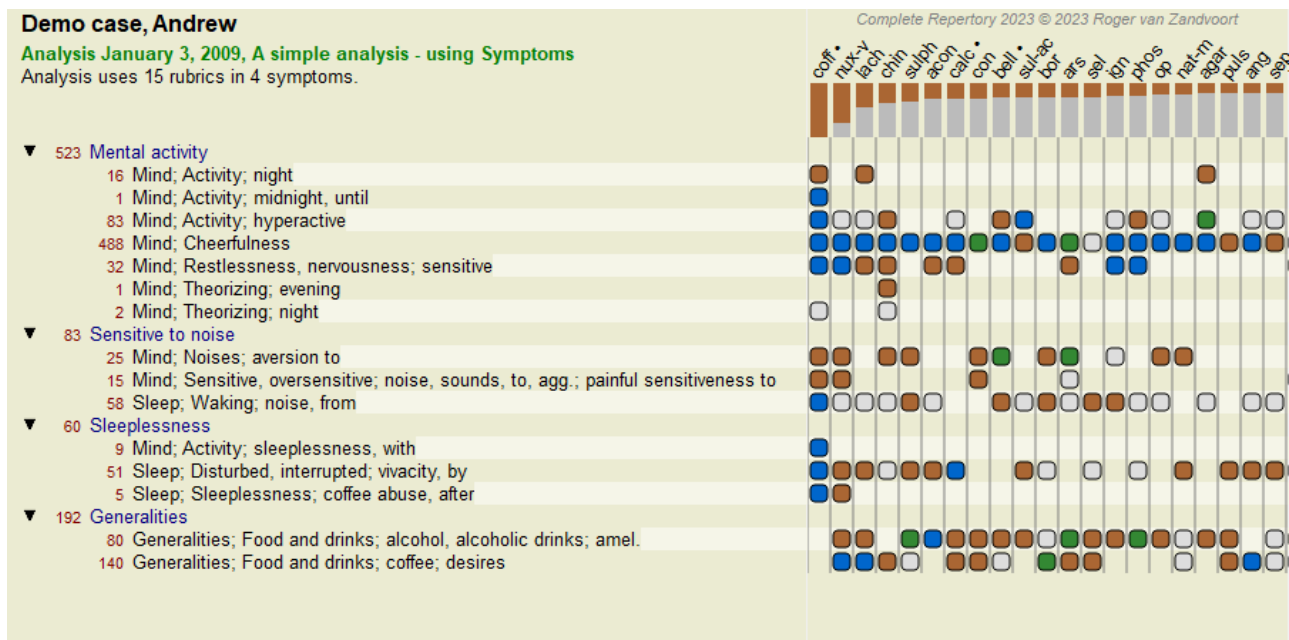 Demo case, Andrew
Complete Repertory 2023 © 2023 Roger van Zandvoort
Analysis January 3, 2009, A simple analysis - using Symptoms
Analysis uses 15 rubrics in 4 symptoms.
coff • nux-v lach chin sulph acon calc • con bell • sul-ac bor ars sel ign phos op nat-m agar puls ang sep
523 Mental activity
16 Mind; Activity; night
1 Mind; Activity; midnight, until
83 Mind; Activity; hyperactive
488 Mind; Cheerfulness
32 Mind; Restlessness, nervousness; sensitive
1 Mind; Theorizing; evening
2 Mind; Theorizing; night
83 Sensitive to noise
25 Mind; Noises; aversion to
15 Mind; Sensitive, oversensitive; noise, sounds, to, agg.; painful sensitiveness to
58 Sleep; Waking; noise, from
60 Sleeplessness
9 Mind; Activity; sleeplessness, with
51 Sleep; Disturbed, interrupted; vivacity, by
5 Sleep; Sleeplessness; coffee abuse, after
192 Generalities
80 Generalities; Food and drinks; alcohol, alcoholic drinks; amel.
140 Generalities; Food and drinks; coffee; desires